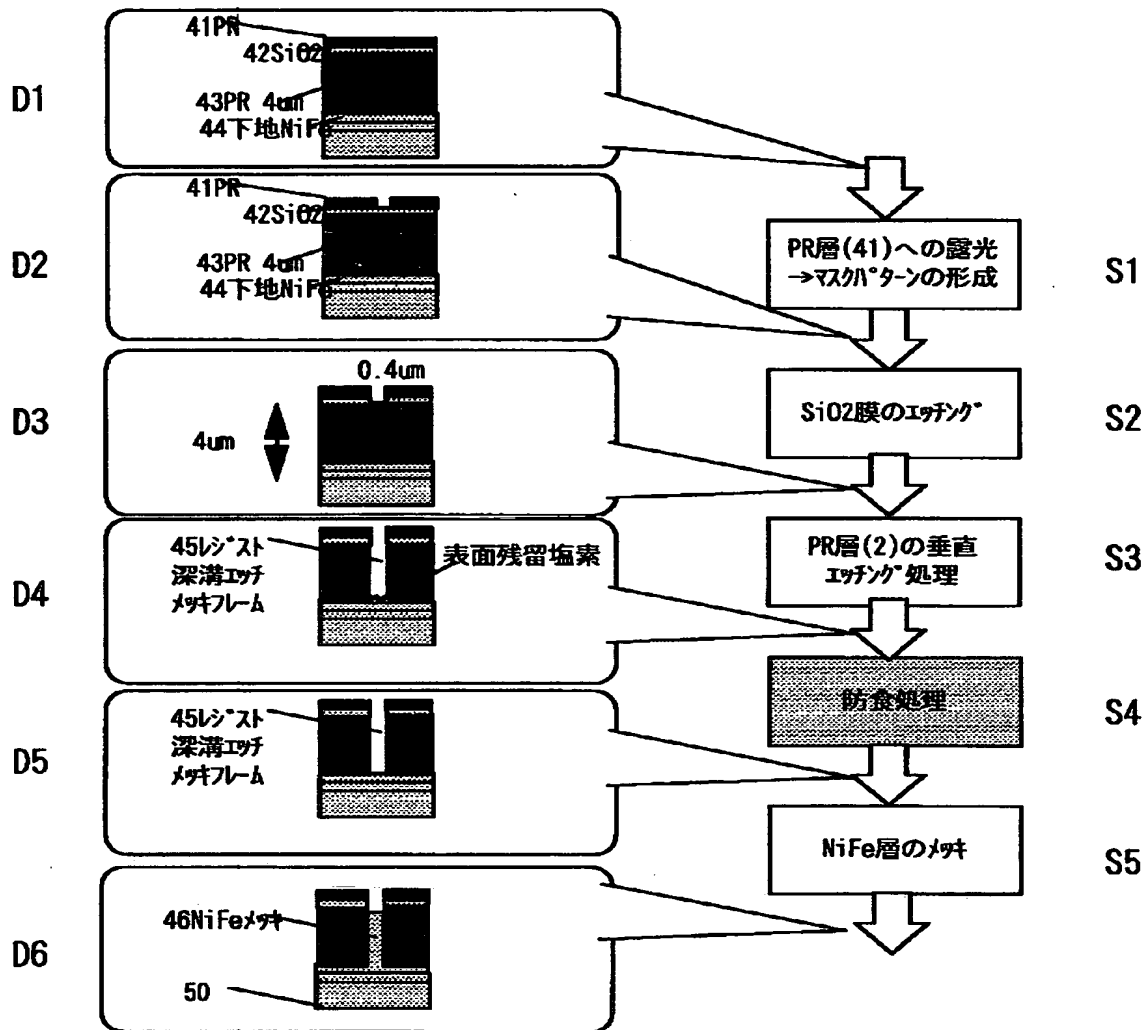 D1
41PR
42SiO2
43PR 4um
44下地NiFe
D2
41PR
42SiO2
43PR 4um
44下地NiFe
D3
0.4um
4um
D4
45ﾚｼﾞｽﾄ
深溝ｴｯﾁ
ﾒｯｷﾌﾚｰﾑ
表面残留塩素
D5
45ﾚｼﾞｽﾄ
深溝ｴｯﾁ
ﾒｯｷﾌﾚｰﾑ
D6
46NiFeﾒｯｷ
50
PR層(41)への露光
→ﾏｽｸﾊﾟﾀｰﾝの形成
S1
SiO2膜のｴｯﾁﾝｸﾞ
S2
PR層(2)の垂直
ｴｯﾁﾝｸﾞ処理
S3
防食処理
S4
NiFe層のﾒｯｷ
S5